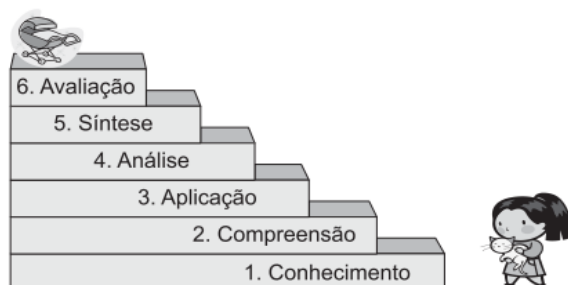 6. Avaliação
5. Síntese
4. Análise
3. Aplicação
2. Compreensão
1. Conhecimento